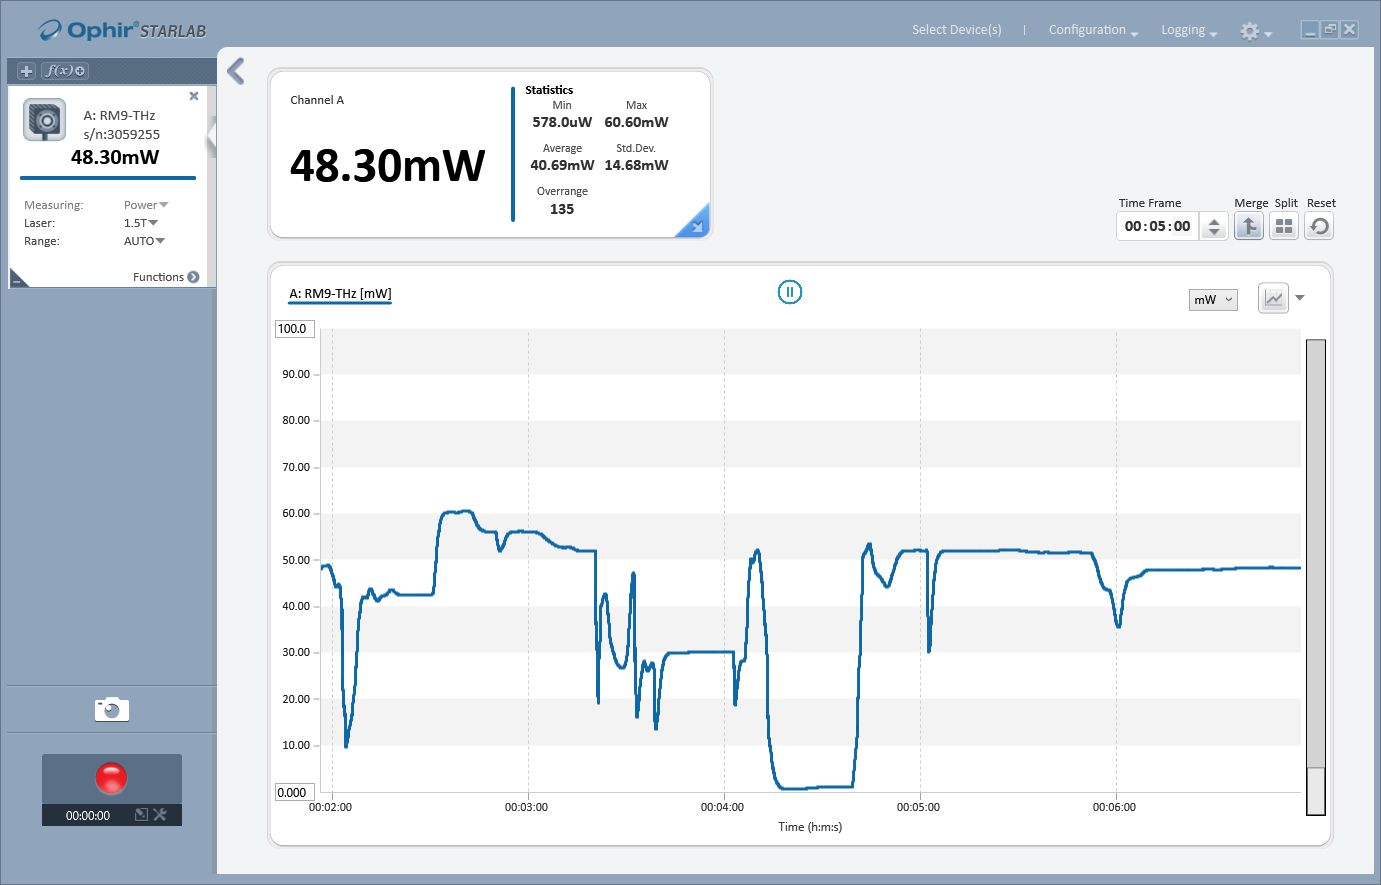 Ophir® STARLAB
Select Device(s) | Configuration Logging
f(x)
A: RM9-THz
s/n:3059255
48.30mW
Measuring: Power
Laser: 1.5T
Range: AUTO
Functions
00:00:00
Channel A
48.30mW
Statistics
Min Max
578.0uW 60.60mW
Average Std.Dev.
40.69mW 14.68mW
Overrange
135
Time Frame Merge Split Reset
00:05:00
A: RM9-THz [mW]
mW
100.0
90.00
80.00
70.00
60.00
50.00
40.00
30.00
20.00
10.00
0.000
00:02:00 00:03:00 00:04:00 00:05:00 00:06:00
Time (h:m:s)